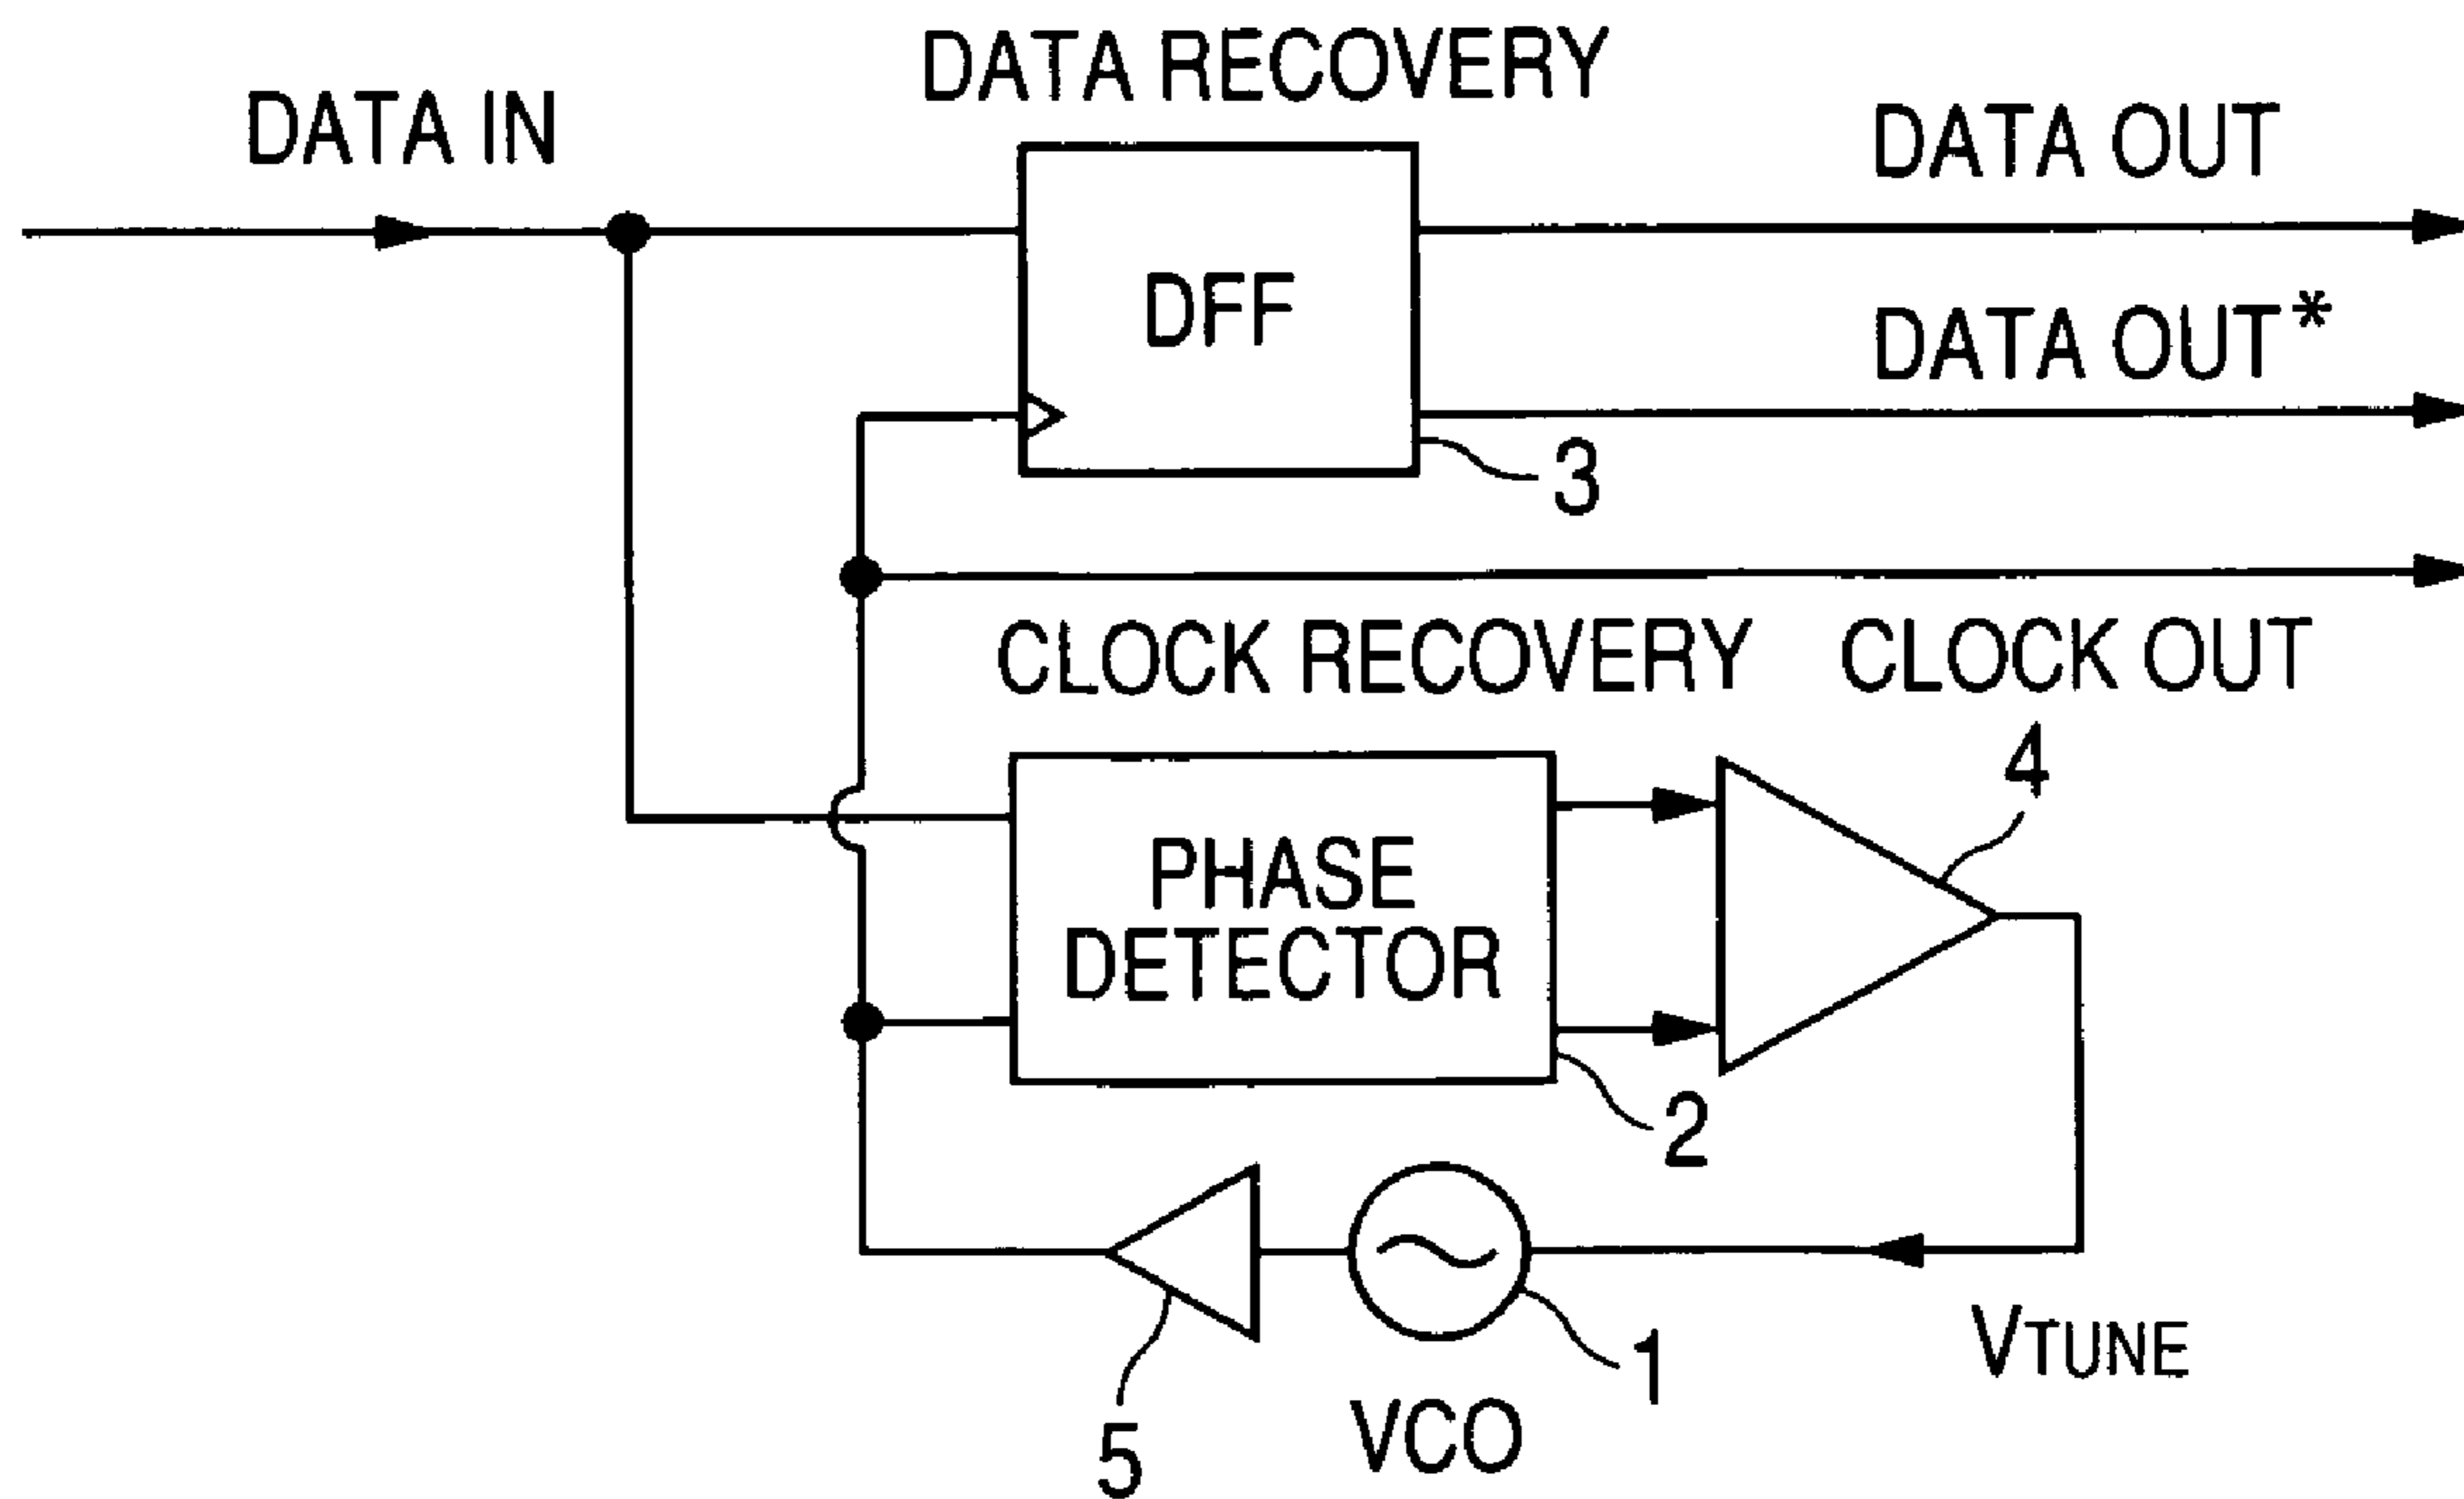 DATA RECOVERY
DATA IN
DATA OUT
DFF
DATA OUT*
3
CLOCK RECOVERY
CLOCK OUT
4
PHASE
DETECTOR
2
1
VTUNE
VCO
5